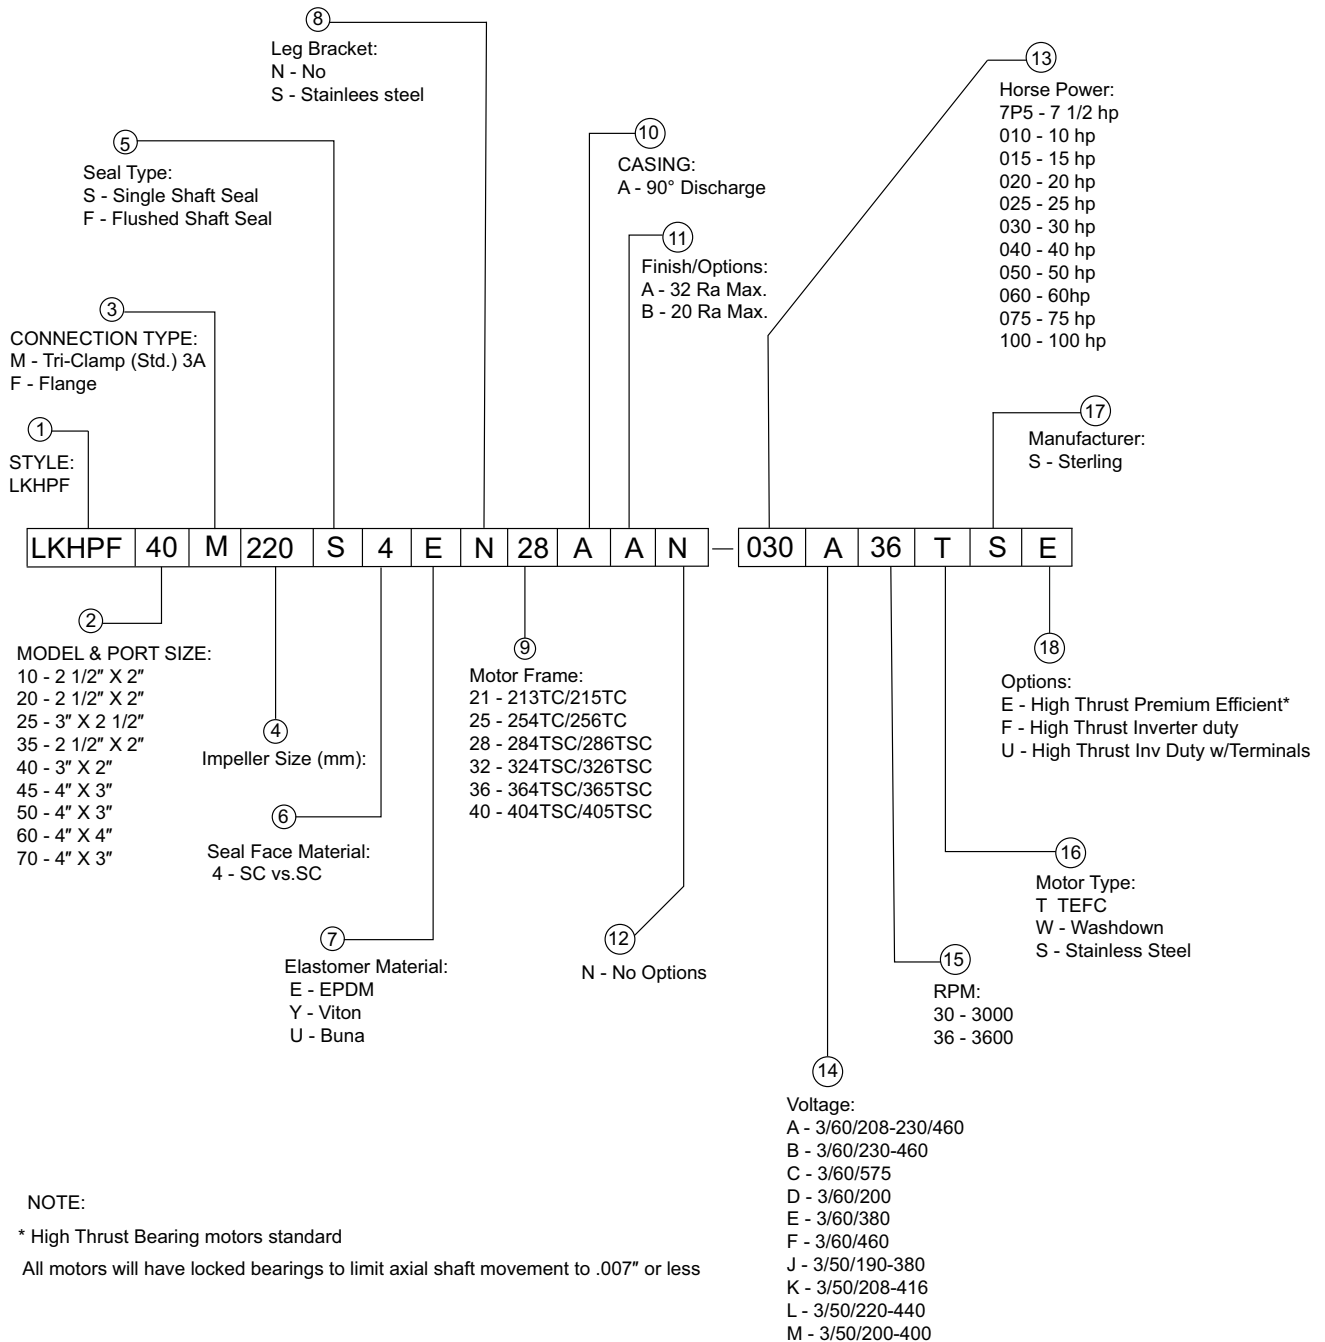 8
Leg Bracket:
N - No
S - Stainlees steel
13
Horse Power:
7P5 - 7 1/2 hp
010 - 10 hp
015 - 15 hp
020 - 20 hp
025 - 25 hp
030 - 30 hp
040 - 40 hp
050 - 50 hp
060 - 60hp
075 - 75 hp
100 - 100 hp
5
Seal Type:
S - Single Shaft Seal
F - Flushed Shaft Seal
10
CASING:
A - 90° Discharge
11
Finish/Options:
A - 32 Ra Max.
B - 20 Ra Max.
3
CONNECTION TYPE:
M - Tri-Clamp (Std.) 3A
F - Flange
1
STYLE:
LKHPF
17
Manufacturer:
S - Sterling
LKHPF 40 M 220 S 4 E N 28 A A N — 030 A 36 T S E
2
MODEL & PORT SIZE:
10 - 2 1/2" X 2"
20 - 2 1/2" X 2"
25 - 3" X 2 1/2"
35 - 2 1/2" X 2"
40 - 3" X 2"
45 - 4" X 3"
50 - 4" X 3"
60 - 4" X 4"
70 - 4" X 3"
4
Impeller Size (mm):
6
Seal Face Material:
4 - SC vs.SC
7
Elastomer Material:
E - EPDM
Y - Viton
U - Buna
9
Motor Frame:
21 - 213TC/215TC
25 - 254TC/256TC
28 - 284TSC/286TSC
32 - 324TSC/326TSC
36 - 364TSC/365TSC
40 - 404TSC/405TSC
12
N - No Options
18
Options:
E - High Thrust Premium Efficient*
F - High Thrust Inverter duty
U - High Thrust Inv Duty w/Terminals
16
Motor Type:
T TEFC
W - Washdown
S - Stainless Steel
15
RPM:
30 - 3000
36 - 3600
14
Voltage:
A - 3/60/208-230/460
B - 3/60/230-460
C - 3/60/575
D - 3/60/200
E - 3/60/380
F - 3/60/460
J - 3/50/190-380
K - 3/50/208-416
L - 3/50/220-440
M - 3/50/200-400
NOTE:
* High Thrust Bearing motors standard
All motors will have locked bearings to limit axial shaft movement to .007" or less